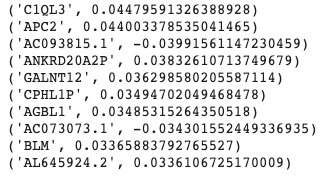 ('C1QL3', 0.04479591326388928)
('APC2', 0.044003378535041465)
('AC093815.1', -0.03991561147230459)
('ANKRD20A2P', 0.03832610713749679)
('GALNT12', 0.036298580205587114)
('CPHL1P', 0.03494702049468478)
('AGBL1', 0.03485315264350518)
('AC073073.1', -0.034301552449336935)
('BLM', 0.03365883792765527)
('AL645924.2', 0.0336106725170009)